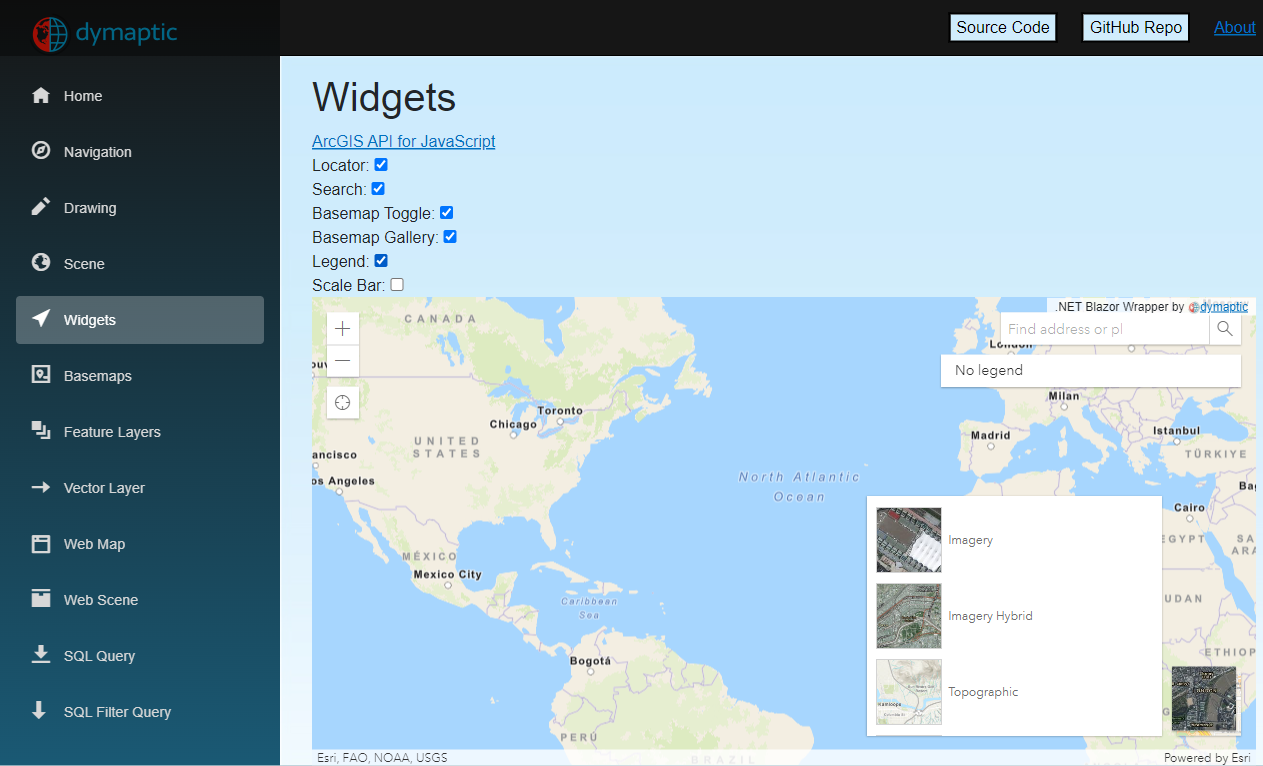 dymaptic
Source Code
GitHub Repo
About
Home
Navigation
Drawing
Scene
Widgets
Basemaps
Feature Layers
Vector Layer
Web Map
Web Scene
SQL Query
SQL Filter Query
Widgets
ArcGIS API for JavaScript
Locator:
Search:
Basemap Toggle:
Basemap Gallery:
Legend:
Scale Bar:
.NET Blazor Wrapper by dymaptic
Find address or pl
No legend
CANADA
London
Milan
Toronto
Chicago
UNITED
STATES
Madrid
Istanbul
TÜRKIYE
ancisco
os Angeles
North Atlantic
Ocean
Cairo
EGYPT
MÉXICO
Mexico City
Caribbean
Sea
UDAN
ETHIOP
Bogotá
PERÚ
BRAZIL
Imagery
Imagery Hybrid
Topographic
Esri, FAO, NOAA, USGS
Powered by Esri